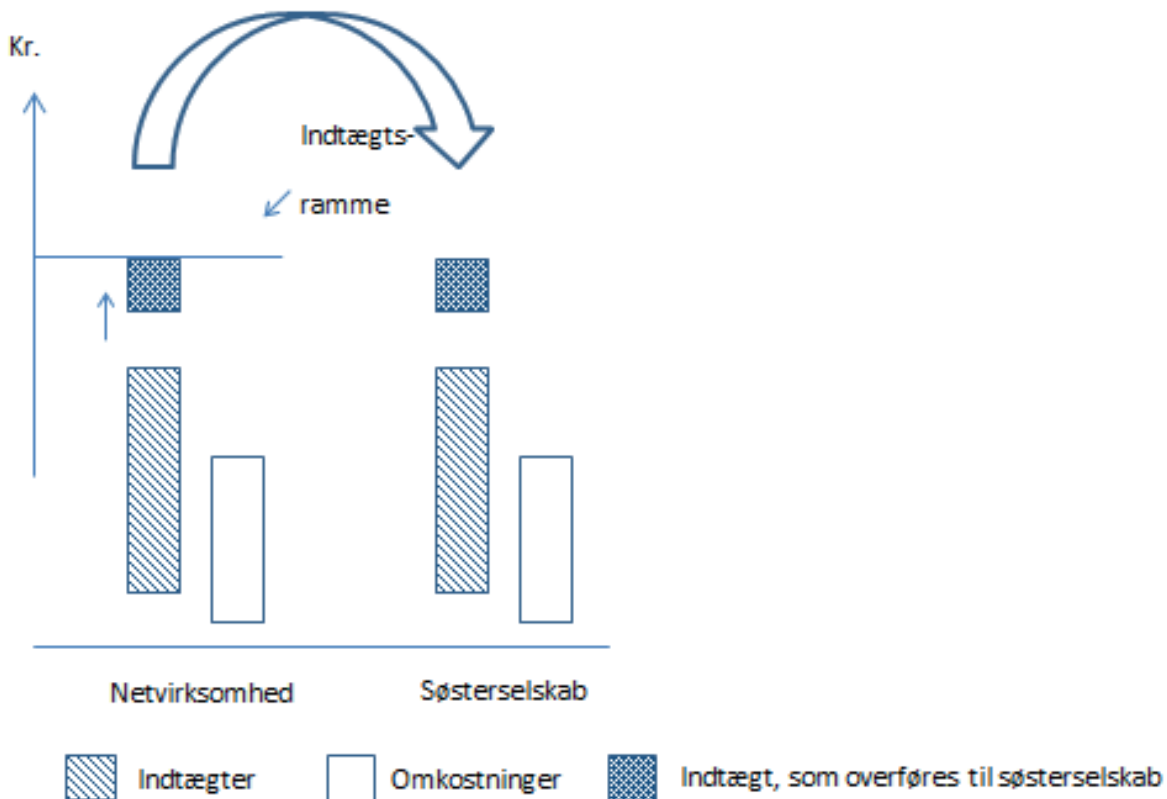 Kr.
Indtægts-
ramme
Netvirksomhed
Søsterselskab
Indtægter
Omkostninger
Indtægt, som overføres til søsterselskab